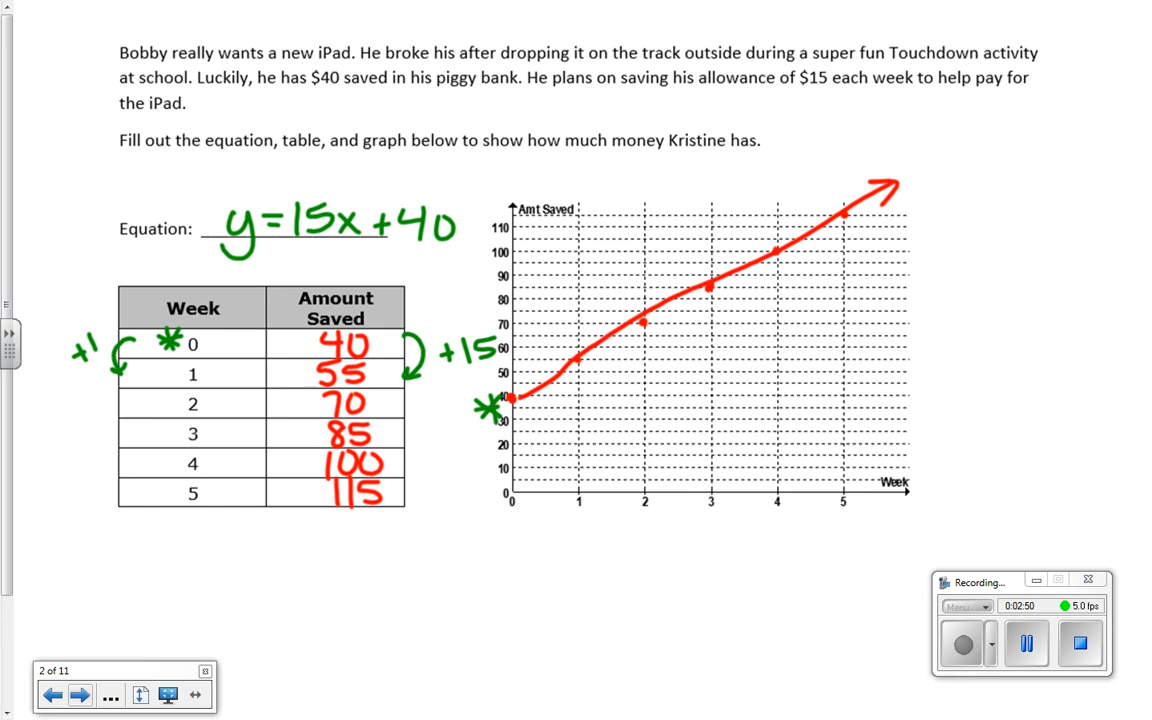 Bobby really wants a new iPad. He broke his after dropping it on the track outside during a super fun Touchdown activity
at school. Luckily, he has $40 saved in his piggy bank. He plans on saving his allowance of $15 each week to help pay for
the iPad.
Fill out the equation, table, and graph below to show how much money Kristine has.
Equation: y=15x+40
Week Amount Saved
+1
* 0 40
+15
1 55
2 70
3 85
4 100
5 115
Amt Saved
110
100
90
80
70
60
50
40
*
30
20
10
0
Week
0 1 2 3 4 5
Recording...
Menu 0:02:50 5.0 fps
2 of 11
...